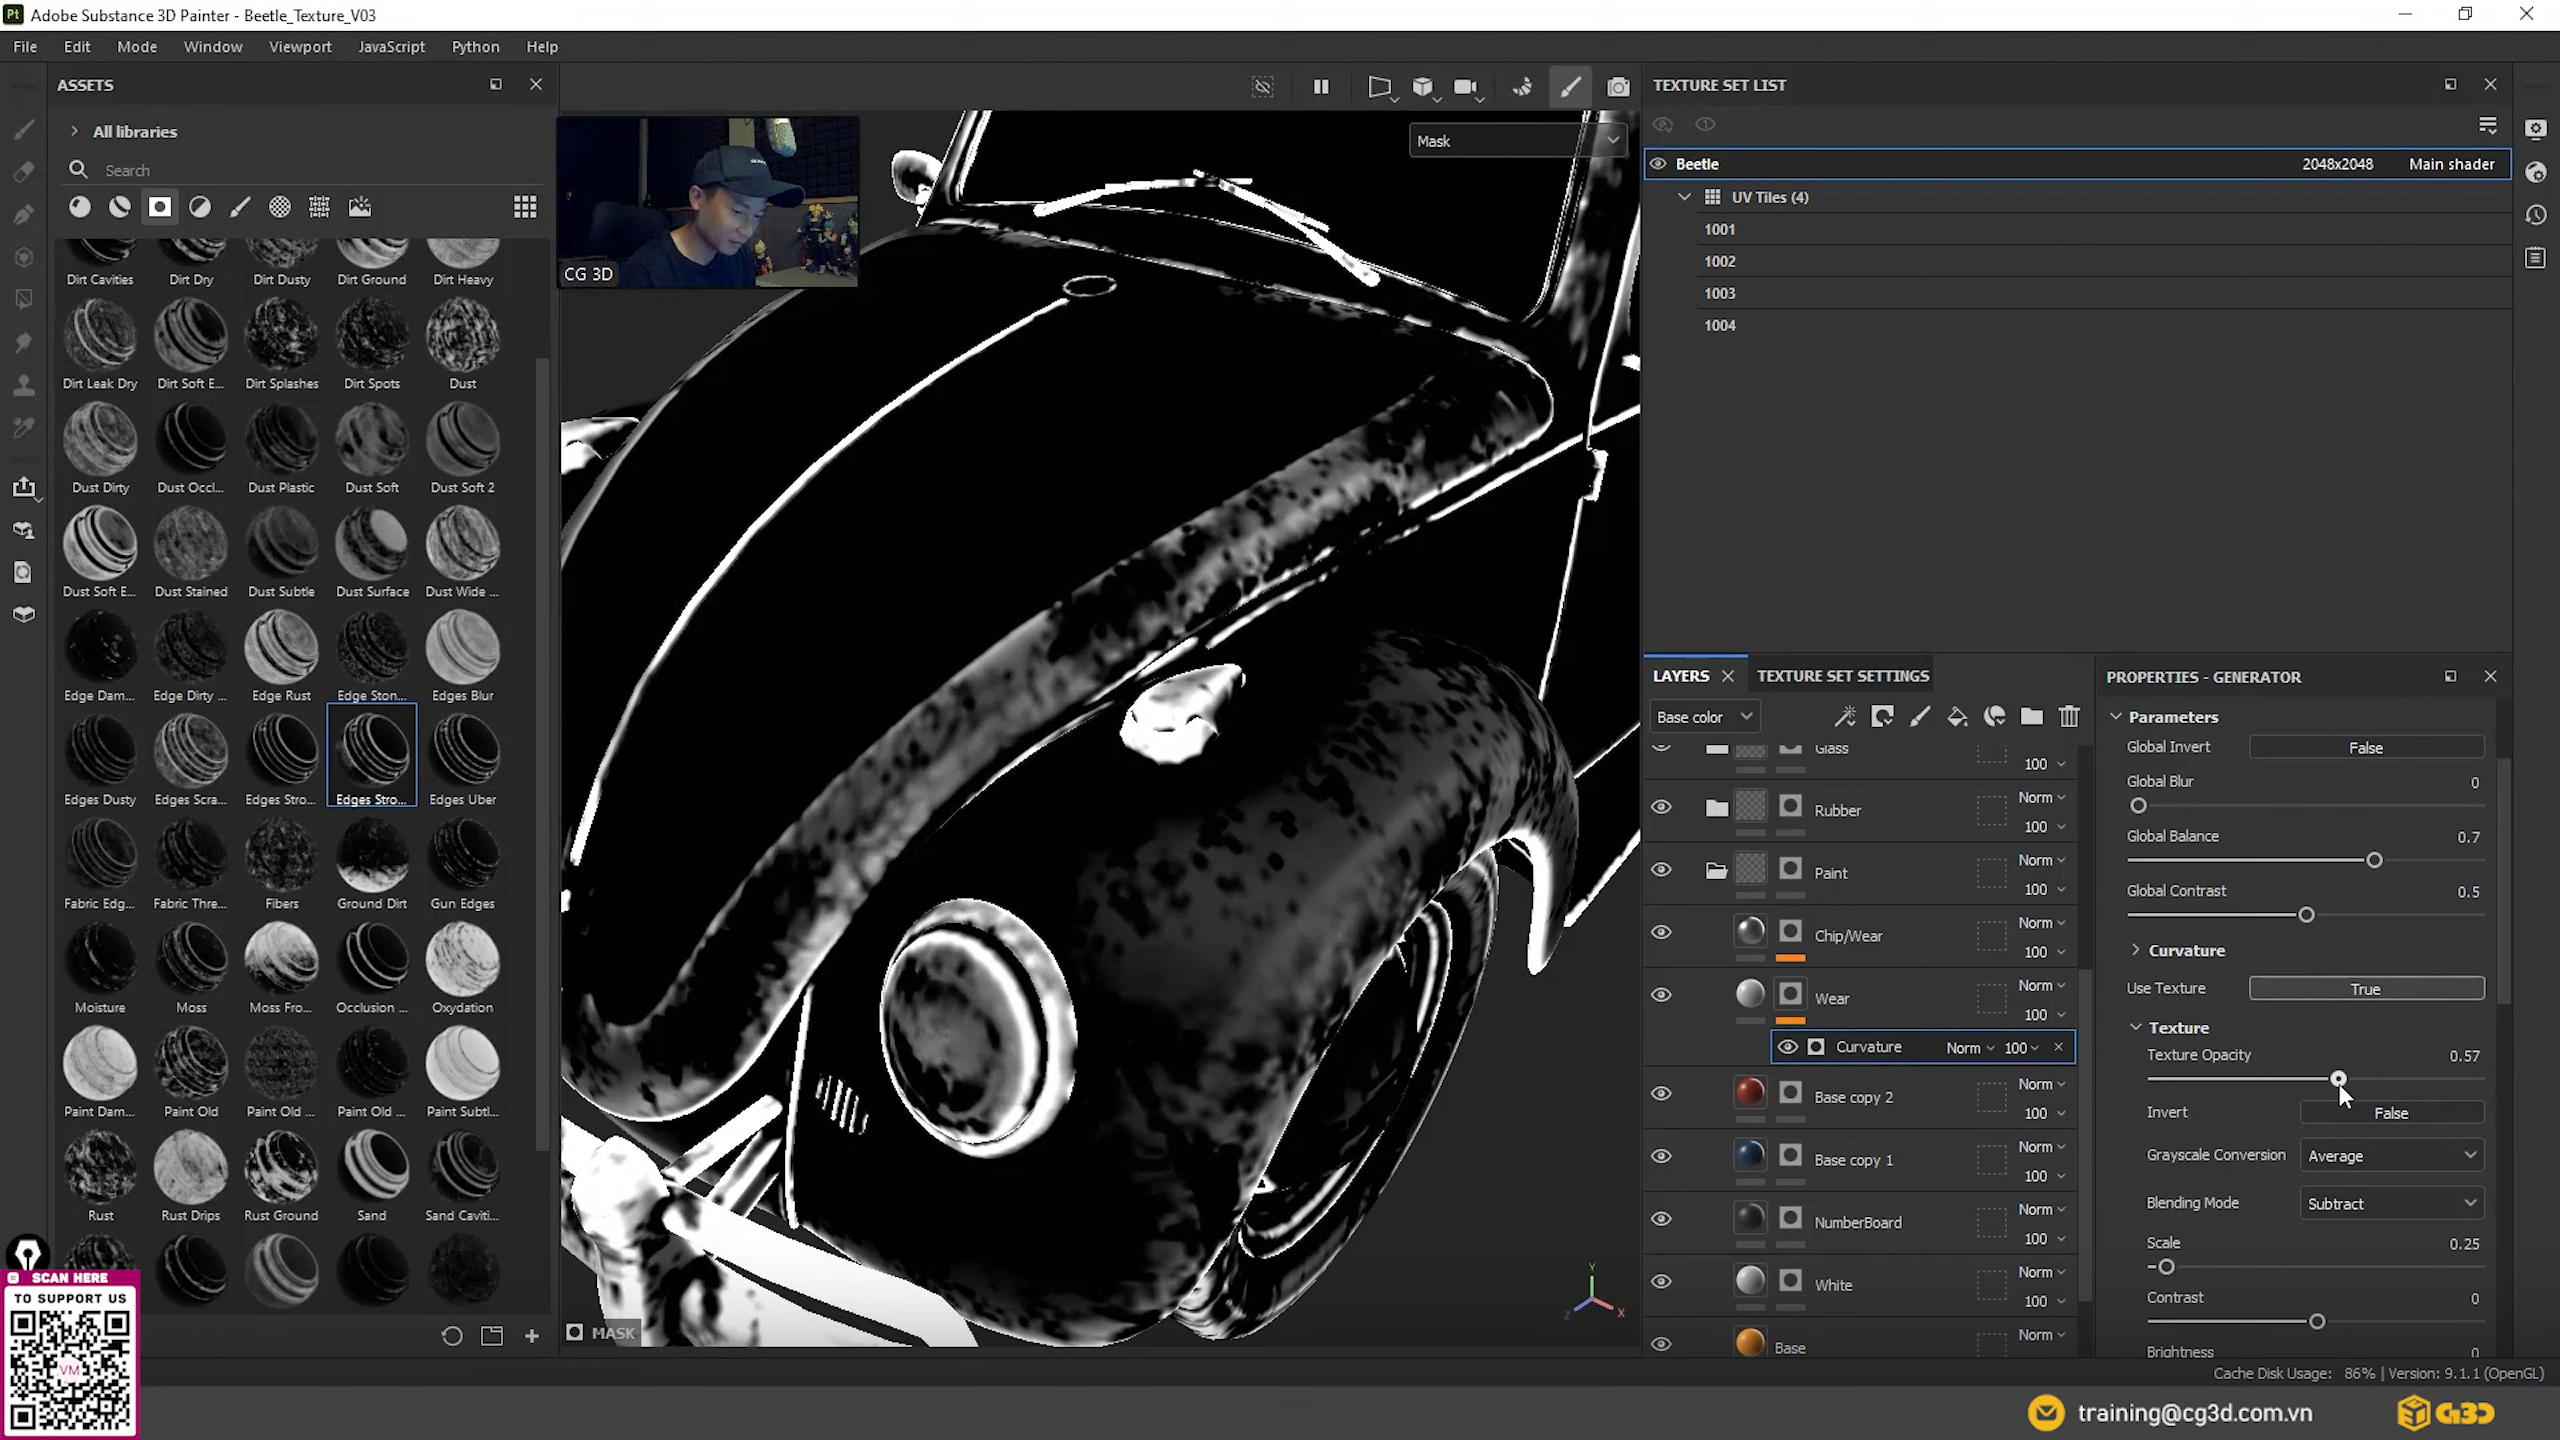 Pt Adobe Substance 3D Painter - Beetle_Texture_V03
File Edit Mode Window Viewport JavaScript Python Help
ASSETS
All libraries
Search
Dirt Cavities Dirt Dry Dirt Dusty Dirt Ground Dirt Heavy
Dirt Leak Dry Dirt Soft E... Dirt Splashes Dirt Spots Dust
Dust Dirty Dust Occl... Dust Plastic Dust Soft Dust Soft 2
Dust Soft E... Dust Stained Dust Subtle Dust Surface Dust Wide ...
Edge Dam... Edge Dirty ... Edge Rust Edge Ston... Edges Blur
Edges Dusty Edges Scra... Edges Stro... Edges Stro... Edges Uber
Fabric Edg... Fabric Thre... Fibers Ground Dirt Gun Edges
Moisture Moss Moss Fro... Occlusion ... Oxydation
Paint Dam... Paint Old Paint Old ... Paint Old ... Paint Subtl...
Rust Rust Drips Rust Ground Sand Sand Caviti...
SCAN HERE
TO SUPPORT US
VM
CG 3D
Mask
MASK
Y
X
TEXTURE SET LIST
Beetle 2048x2048 Main shader
UV Tiles (4)
1001
1002
1003
1004
LAYERS TEXTURE SET SETTINGS
Base color
Glass 100
Rubber Norm 100
Paint Norm 100
Chip/Wear Norm 100
Wear Norm 100
Curvature Norm 100
Base copy 2 Norm 100
Base copy 1 Norm 100
NumberBoard Norm 100
White Norm 100
Base Norm
PROPERTIES - GENERATOR
Parameters
Global Invert False
Global Blur 0
Global Balance 0.7
Global Contrast 0.5
Curvature
Use Texture True
Texture
Texture Opacity 0.57
Invert False
Grayscale Conversion Average
Blending Mode Subtract
Scale 0.25
Contrast 0
Brightness 0
Cache Disk Usage: 86% | Version: 9.1.1 (OpenGL)
training@cg3d.com.vn
CG3D